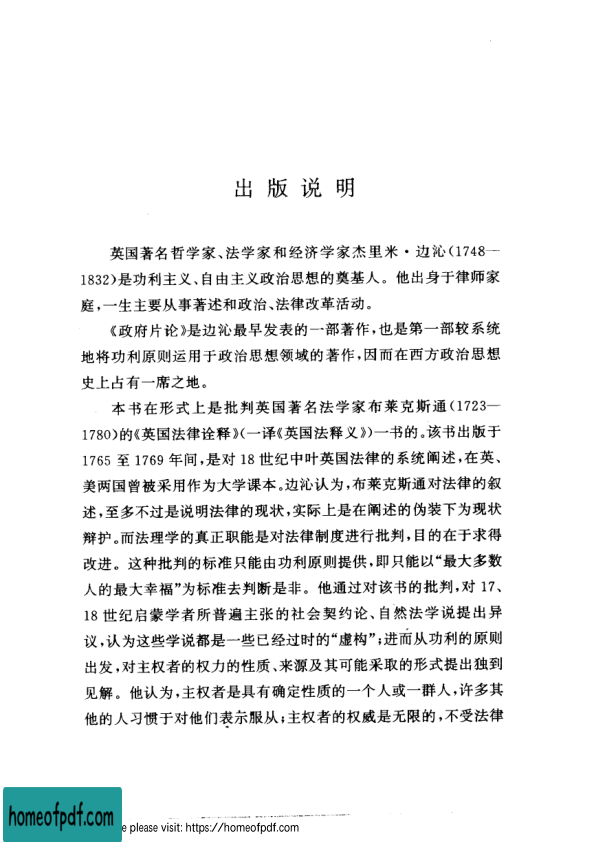 出版说明
英国著名哲学家、法学家和经济学家杰里米·边沁(1748—
1832)是功利主义、自由主义政治思想的奠基人。他出身于律师家
庭,一生主要从事著述和政治、法律改革活动。
《政府片论》是边沁最早发表的一部著作,也是第一部较系统
地将功利原则运用于政治思想领域的著作,因而在西方政治思想
史上占有一席之地。
本书在形式上是批判英国著名法学家布莱克斯通(1723—
1780)的《英国法律诠释》(一译《英国法释义》)一书的。该书出版于
1765 至 1769 年间,是对 18 世纪中叶英国法律的系统阐述,在英、
美两国曾被采用作为大学课本。边沁认为,布莱克斯通对法律的叙
述,至多不过是说明法律的现状,实际上是在阐述的伪装下为现状
辩护。而法理学的真正职能是对法律制度进行批判,目的在于求得
改进。这种批判的标准只能由功利原则提供,即只能以“最大多数
人的最大幸福”为标准去判断是非。他通过对该书的批判,对 17、
18 世纪启蒙学者所普遍主张的社会契约论、自然法学说提出异
议,认为这些学说都是一些已经过时的“虚构”;进而从功利的原则
出发,对主权者的权力的性质、来源及其可能采取的形式提出独到
见解。他认为,主权者是具有确定性质的一个人或一群人,许多其
他的人习惯于对他们表示服从;主权者的权威是无限的,不受法律
homeofpdf.com
e please visit: https://homeofpdf.com